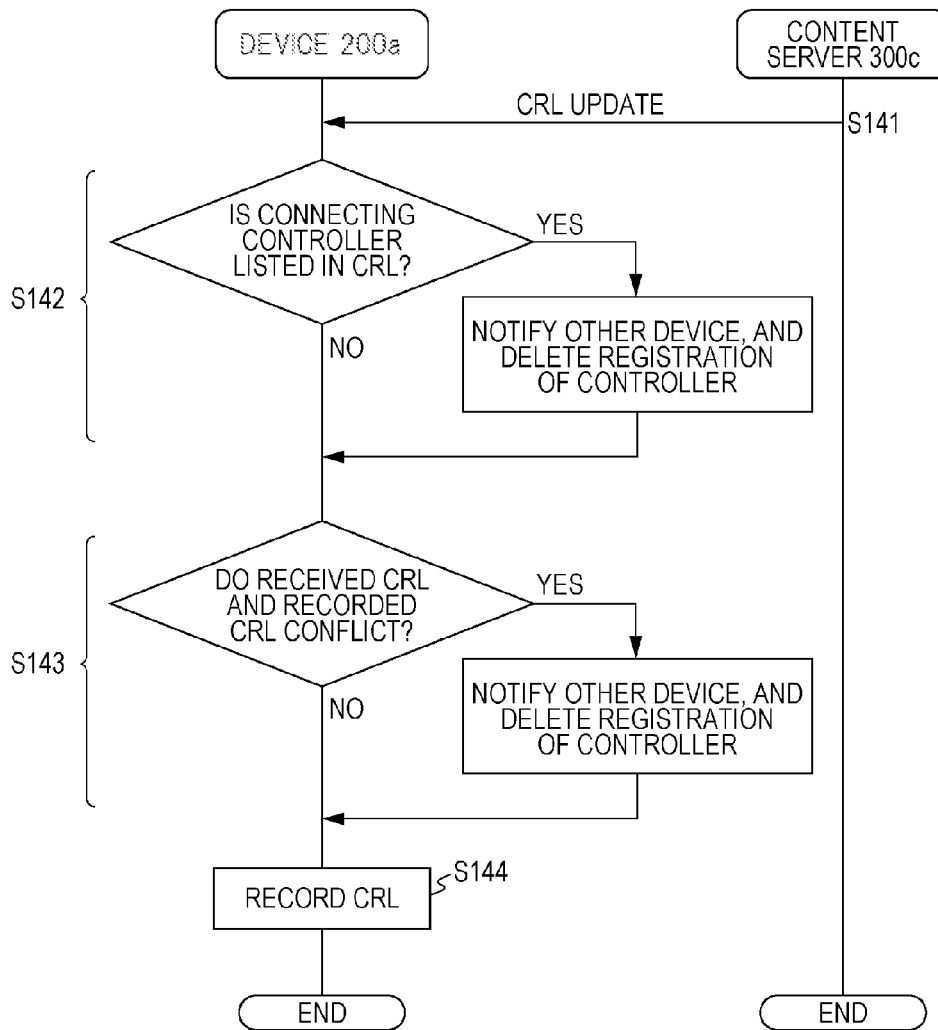 DEVICE 200a
CONTENT
SERVER 300c
CRL UPDATE
S141
IS CONNECTING
CONTROLLER
LISTED IN CRL?
YES
S142
NO
NOTIFY OTHER DEVICE, AND
DELETE REGISTRATION
OF CONTROLLER
DO RECEIVED CRL
AND RECORDED
CRL CONFLICT?
YES
S143
NO
NOTIFY OTHER DEVICE, AND
DELETE REGISTRATION
OF CONTROLLER
S144
RECORD CRL
END
END